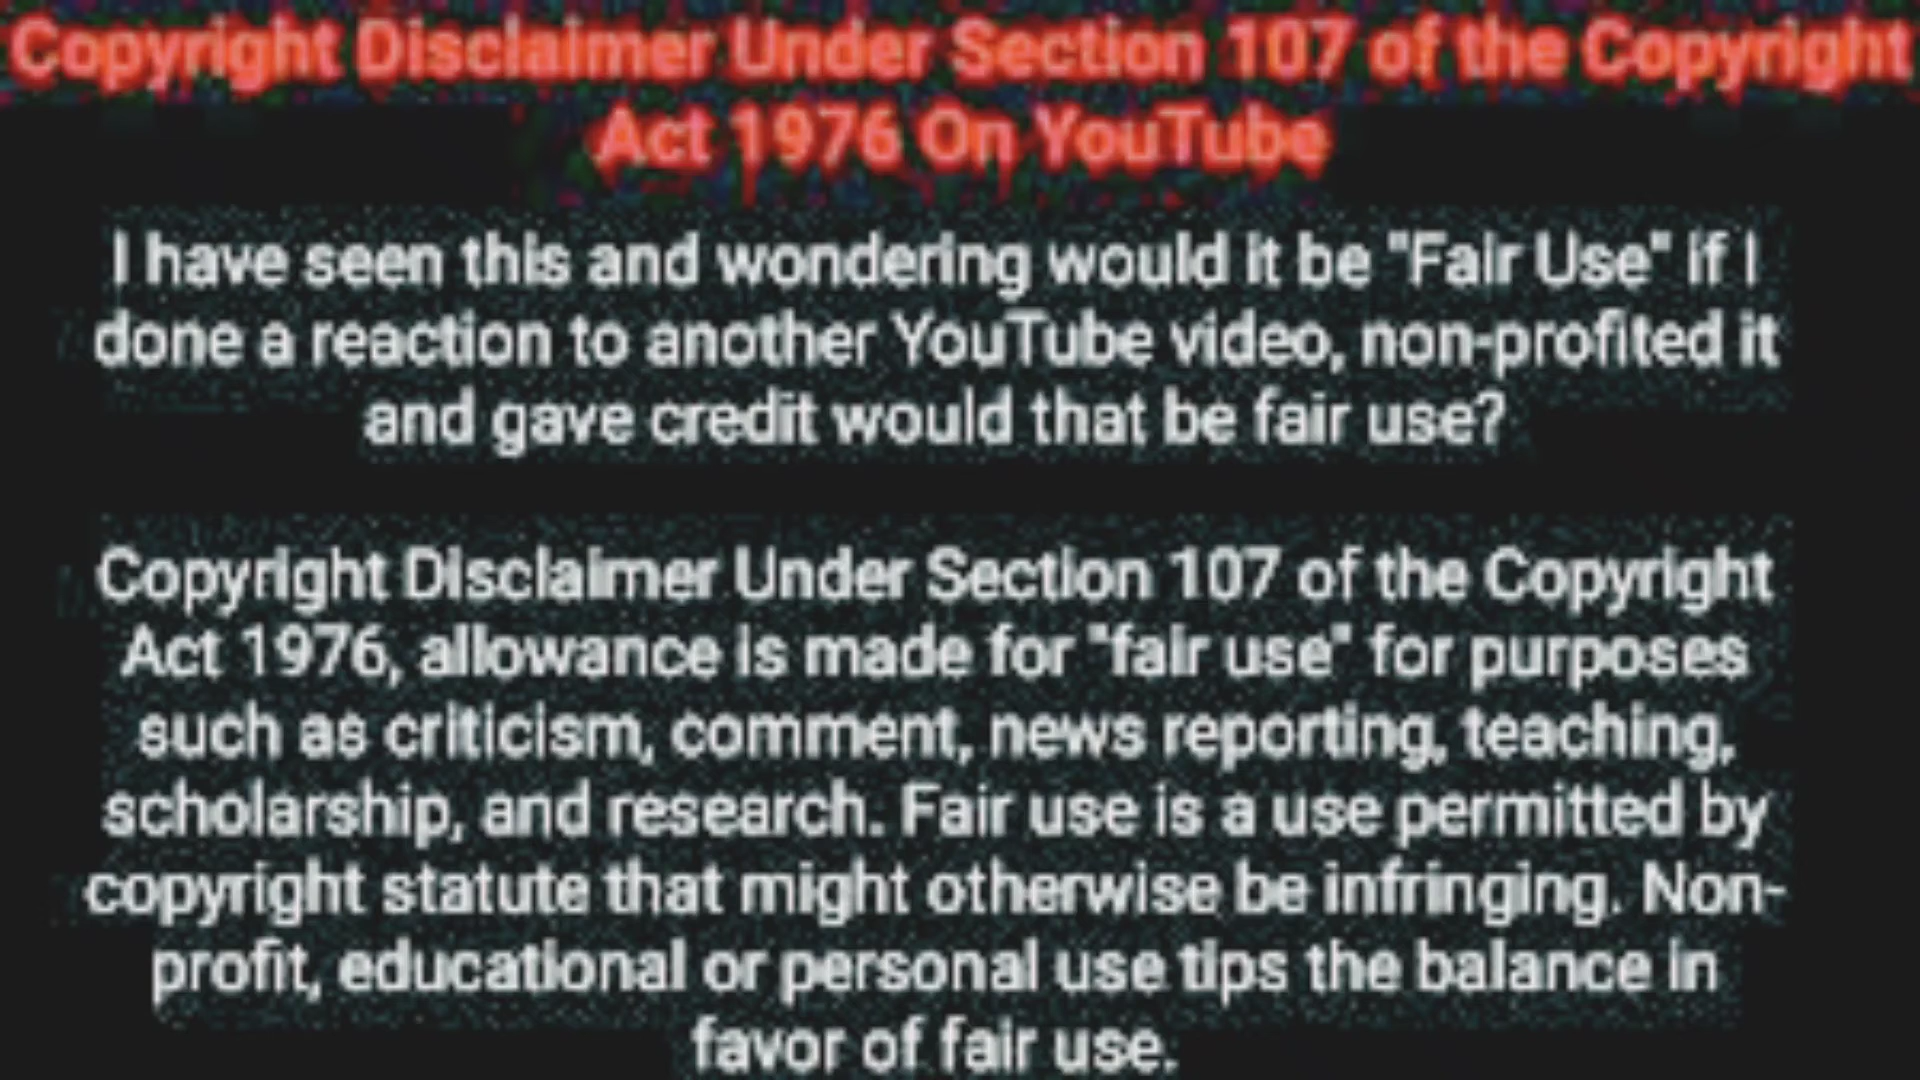 Copyright Disclaimer Under Section 107 of the Copyright
Act 1976 On YouTube
I have seen this and wondering would it be "Fair Use" if I
done a reaction to another YouTube video, non-profited it
and gave credit would that be fair use?
Copyright Disclaimer Under Section 107 of the Copyright
Act 1976, allowance is made for "fair use" for purposes
such as criticism, comment, news reporting, teaching,
scholarship, and research. Fair use is a use permitted by
copyright statute that might otherwise be infringing. Non-
profit, educational or personal use tips the balance in
favor of fair use.